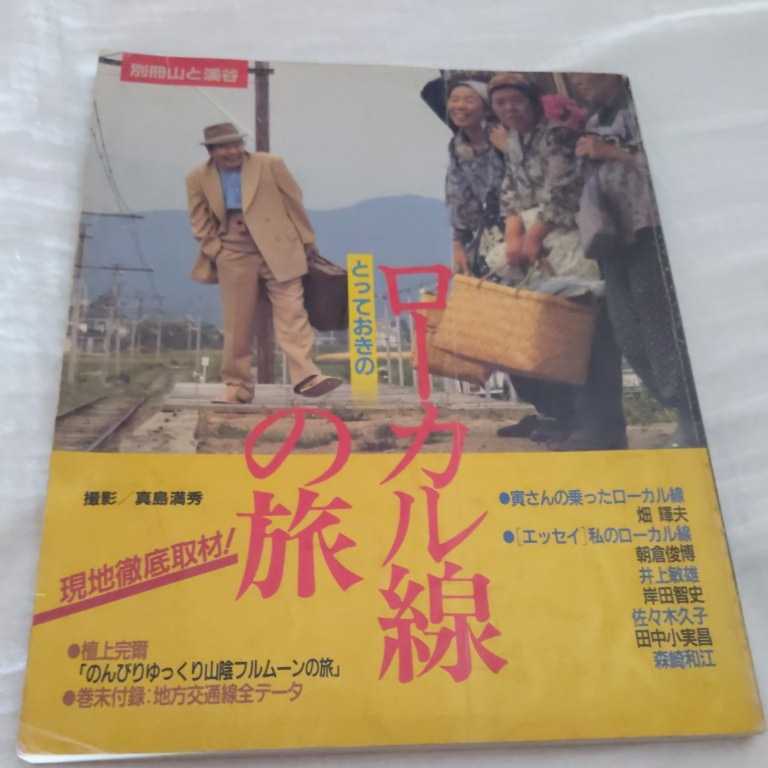 別冊山と溪谷
とっておきの
ローカル線
の旅
撮影/真島満秀
現地徹底取材!
●寅さんの乗ったローカル線
畑 暉夫
●[エッセイ]私のローカル線
朝倉俊博
井上敏雄
岸田智史
佐々木久子
田中小実昌
森崎和江
●植上完爾
「のんびりゆっくり山陰フルムーンの旅」
●巻末付録:地方交通線全データ